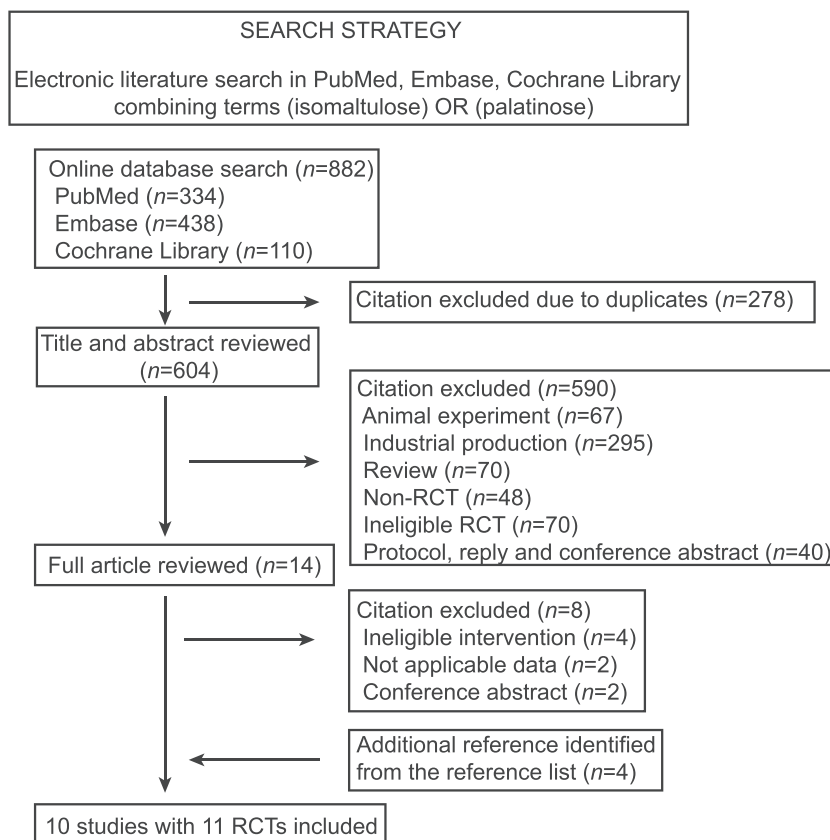 SEARCH STRATEGY
Electronic literature search in PubMed, Embase, Cochrane Library
combining terms (isomaltulose) OR (palatinose)
Online database search (n=882)
PubMed (n=334)
Embase (n=438)
Cochrane Library (n=110)
Citation excluded due to duplicates (n=278)
Title and abstract reviewed
(n=604)
Citation excluded (n=590)
Animal experiment (n=67)
Industrial production (n=295)
Review (n=70)
Non-RCT (n=48)
Ineligible RCT (n=70)
Protocol, reply and conference abstract (n=40)
Full article reviewed (n=14)
Citation excluded (n=8)
Ineligible intervention (n=4)
Not applicable data (n=2)
Conference abstract (n=2)
Additional reference identified
from the reference list (n=4)
10 studies with 11 RCTs included